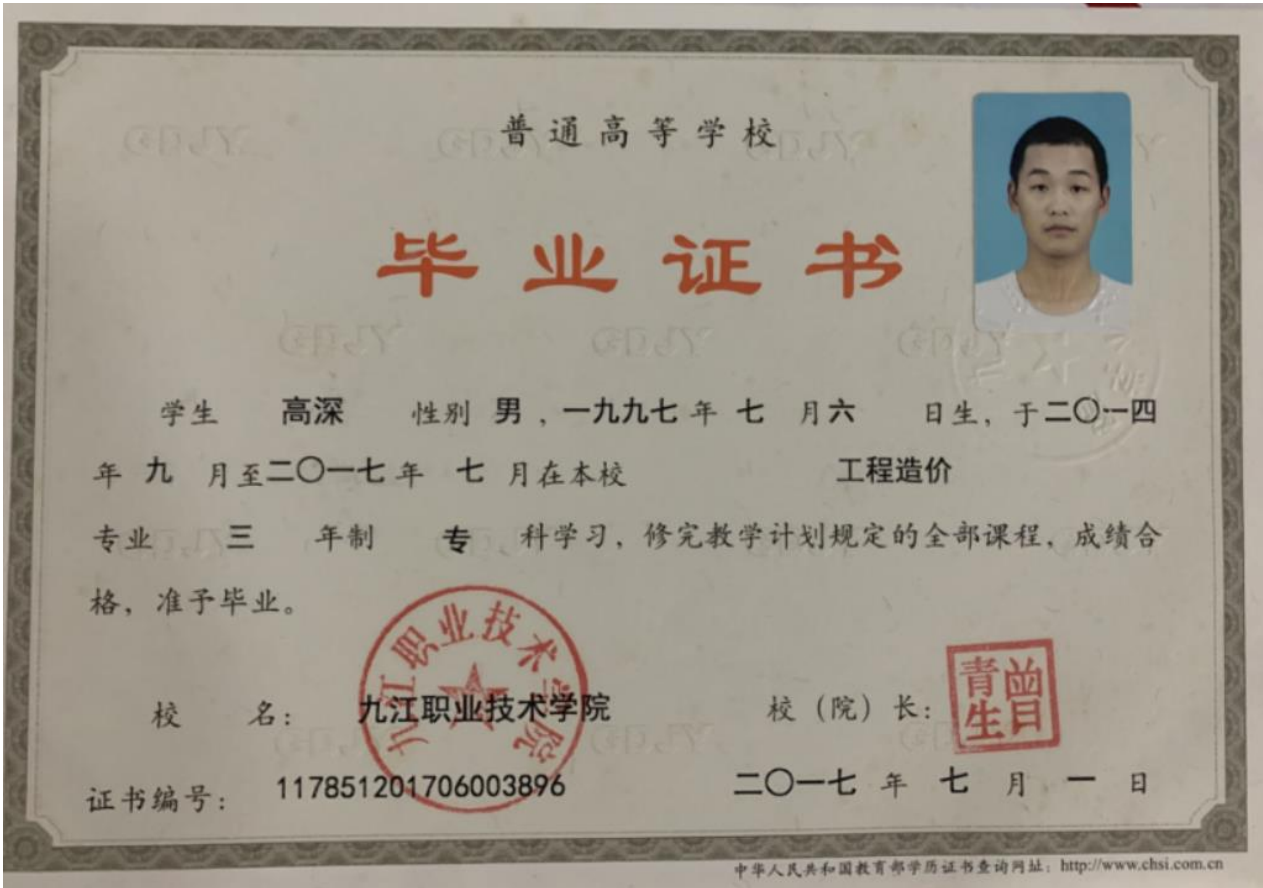 普通高等学校
毕业证书
学生 高深 性别 男，一九九七 年 七 月 六 日生，于二〇一四
年 九 月至二〇一七 年 七 月在本校 工程造价
专业 三 年制 专 科学习，修完教学计划规定的全部课程，成绩合
格，准予毕业。
九江职业技术学院
校 名： 九江职业技术学院 校（院）长：
曾青生
证书编号： 117851201706003896 二〇一七 年 七 月 一 日
中华人民共和国教育部学历证书查询网址：http://www.chsi.com.cn